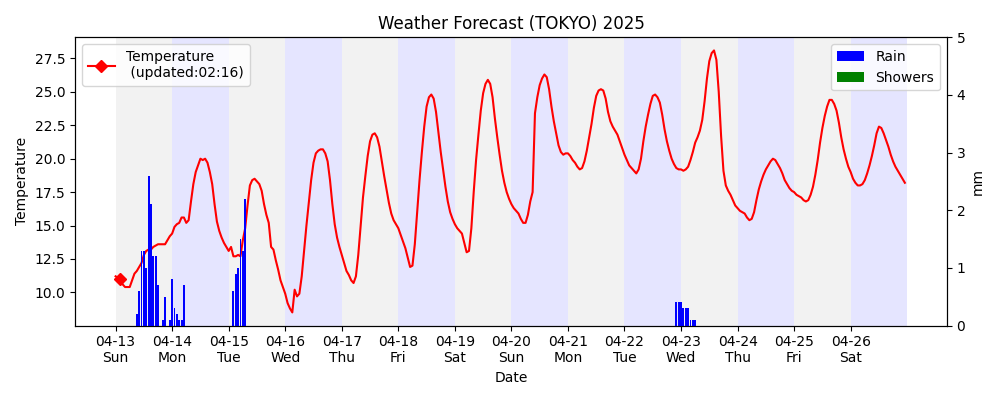 Weather Forecast (TOKYO) 2025
Temperature
(updated:02:16)
Rain
Showers
Temperature
27.5
25.0
22.5
20.0
17.5
15.0
12.5
10.0
5
4
3
2
1
0
mm
04-13 04-14 04-15 04-16 04-17 04-18 04-19 04-20 04-21 04-22 04-23 04-24 04-25 04-26
Sun Mon Tue Wed Thu Fri Sat Sun Mon Tue Wed Thu Fri Sat
Date